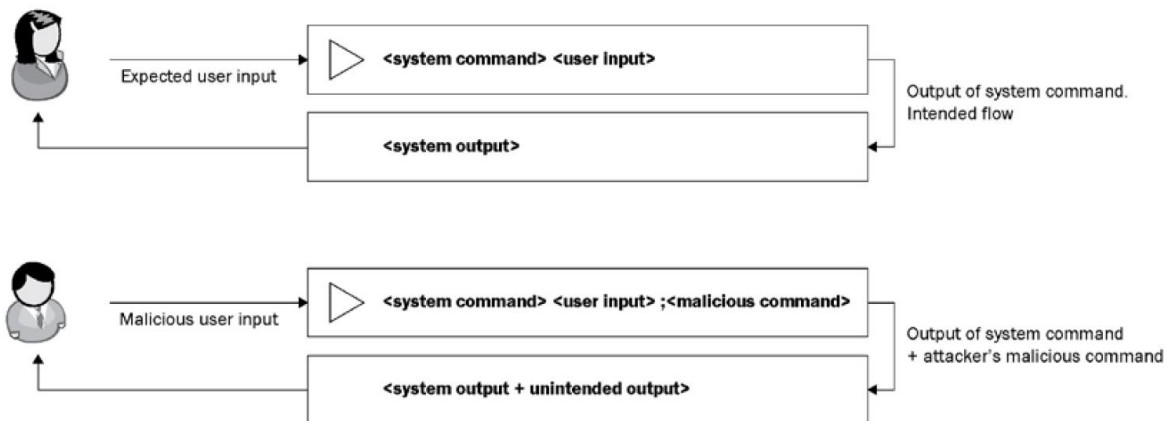 Expected user input
<system command> <user input>
Output of system command.
Intended flow
<system output>
Malicious user input
<system command> <user input> ;<malicious command>
Output of system command
+ attacker's malicious command
<system output + unintended output>